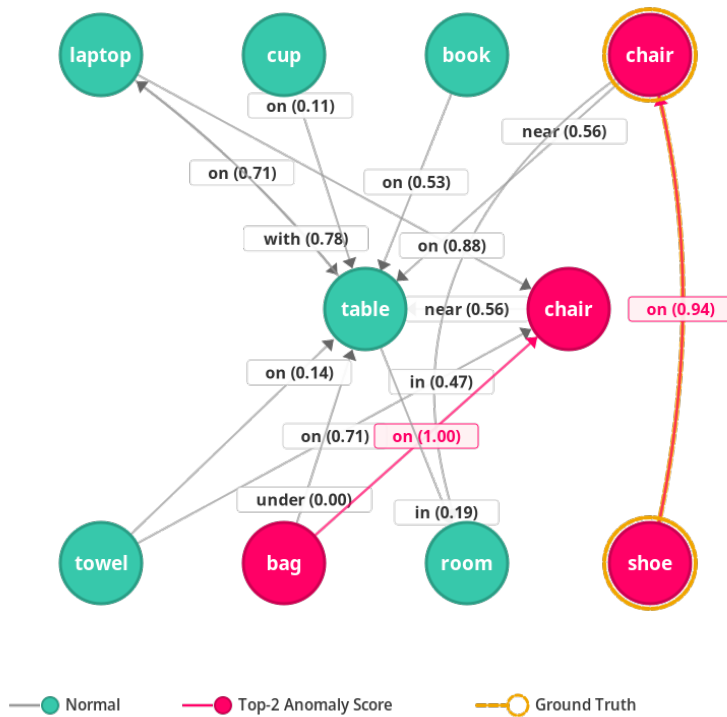 laptop
cup
book
chair
on (0.11)
near (0.56)
on (0.71)
on (0.53)
with (0.78)
on (0.88)
table
near (0.56)
chair
on (0.94)
on (0.14)
in (0.47)
on (0.71)
on (1.00)
under (0.00)
in (0.19)
towel
bag
room
shoe
Normal
Top-2 Anomaly Score
Ground Truth